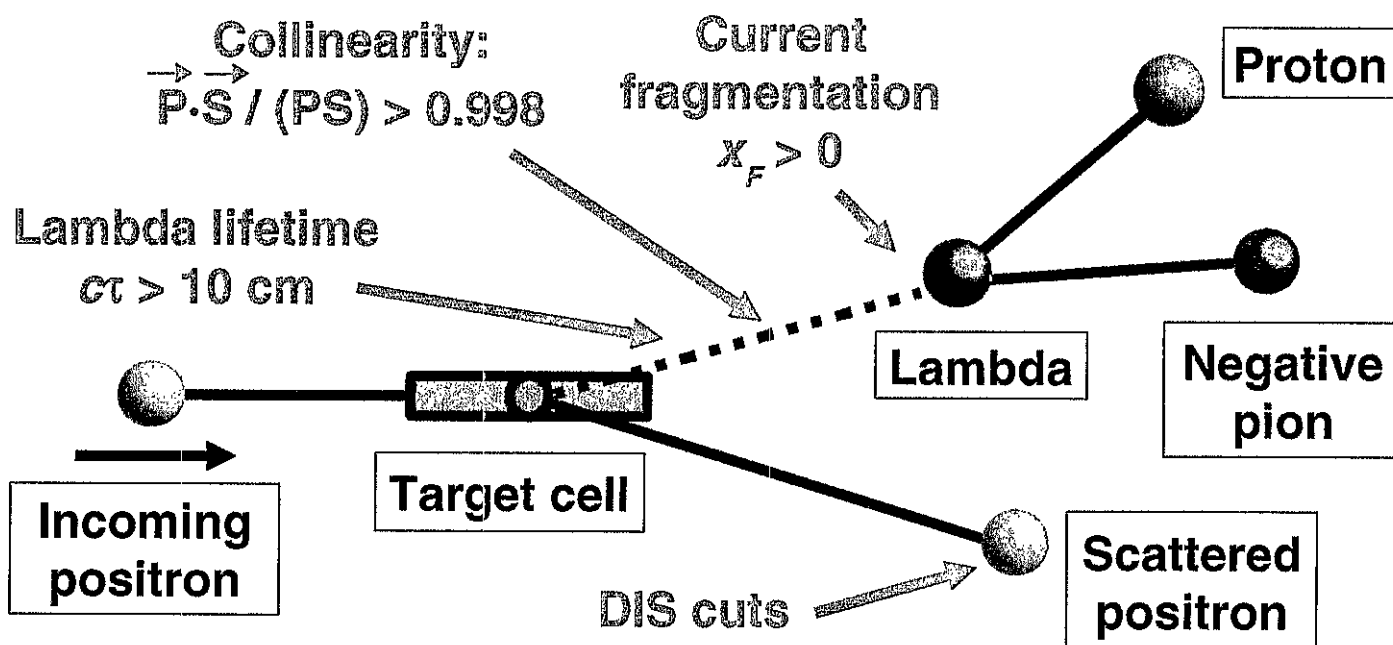 Collinearity:
P·S / (PS) > 0.998
Current
fragmentation
x_F > 0
Proton
Lambda lifetime
cτ > 10 cm
Lambda
Negative
pion
Target cell
Incoming
positron
DIS cuts
Scattered
positron